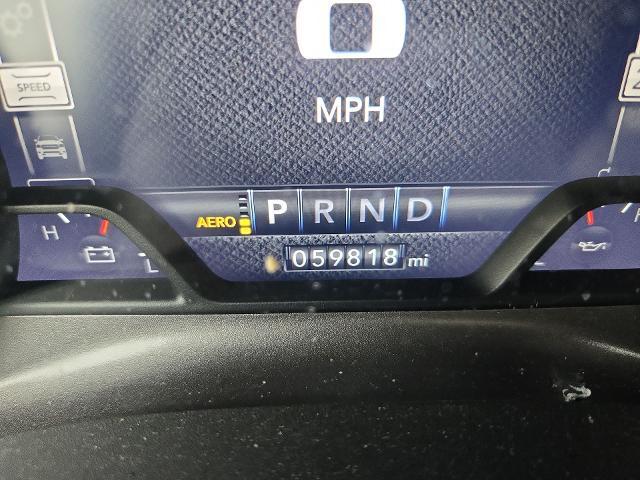 0
SPEED
MPH
AERO P R N D
H
L
059818 mi